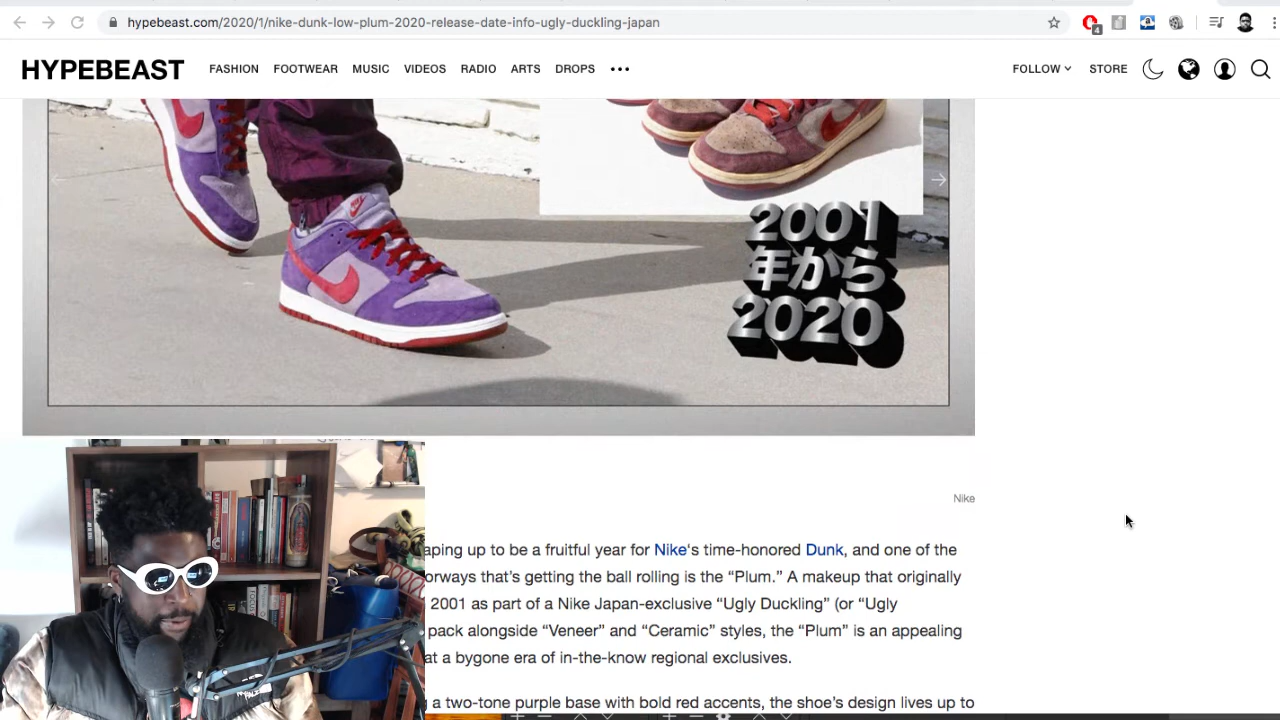 hypebeast.com/2020/1/nike-dunk-low-plum-2020-release-date-info-ugly-duckling-japan
4
HYPEBEAST FASHION FOOTWEAR MUSIC VIDEOS RADIO ARTS DROPS ••• FOLLOW STORE
2001
年から
2020
Nike
aping up to be a fruitful year for Nike's time-honored Dunk, and one of the
orways that's getting the ball rolling is the “Plum.” A makeup that originally
2001 as part of a Nike Japan-exclusive “Ugly Duckling” (or “Ugly
pack alongside “Veneer” and “Ceramic” styles, the “Plum” is an appealing
at a bygone era of in-the-know regional exclusives.
a two-tone purple base with bold red accents, the shoe's design lives up to